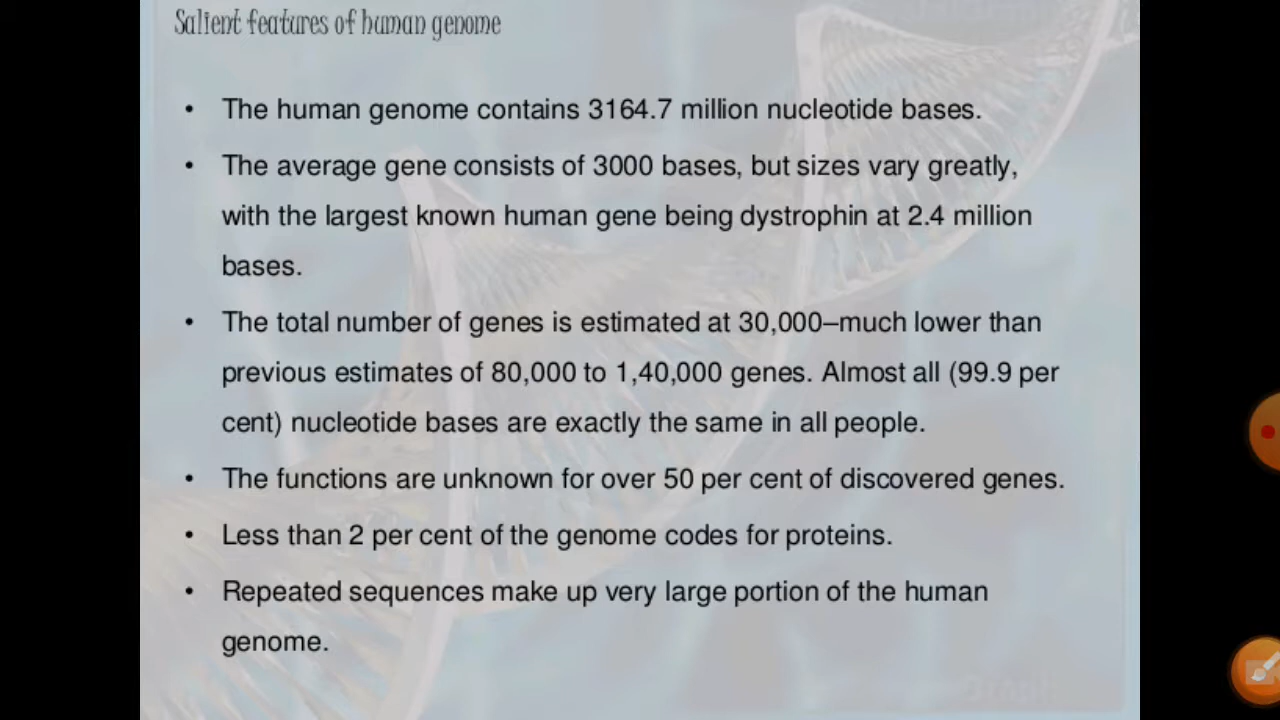 Salient features of human genome
• The human genome contains 3164.7 million nucleotide bases.
• The average gene consists of 3000 bases, but sizes vary greatly,
with the largest known human gene being dystrophin at 2.4 million
bases.
• The total number of genes is estimated at 30,000–much lower than
previous estimates of 80,000 to 1,40,000 genes. Almost all (99.9 per
cent) nucleotide bases are exactly the same in all people.
• The functions are unknown for over 50 per cent of discovered genes.
• Less than 2 per cent of the genome codes for proteins.
• Repeated sequences make up very large portion of the human
genome.